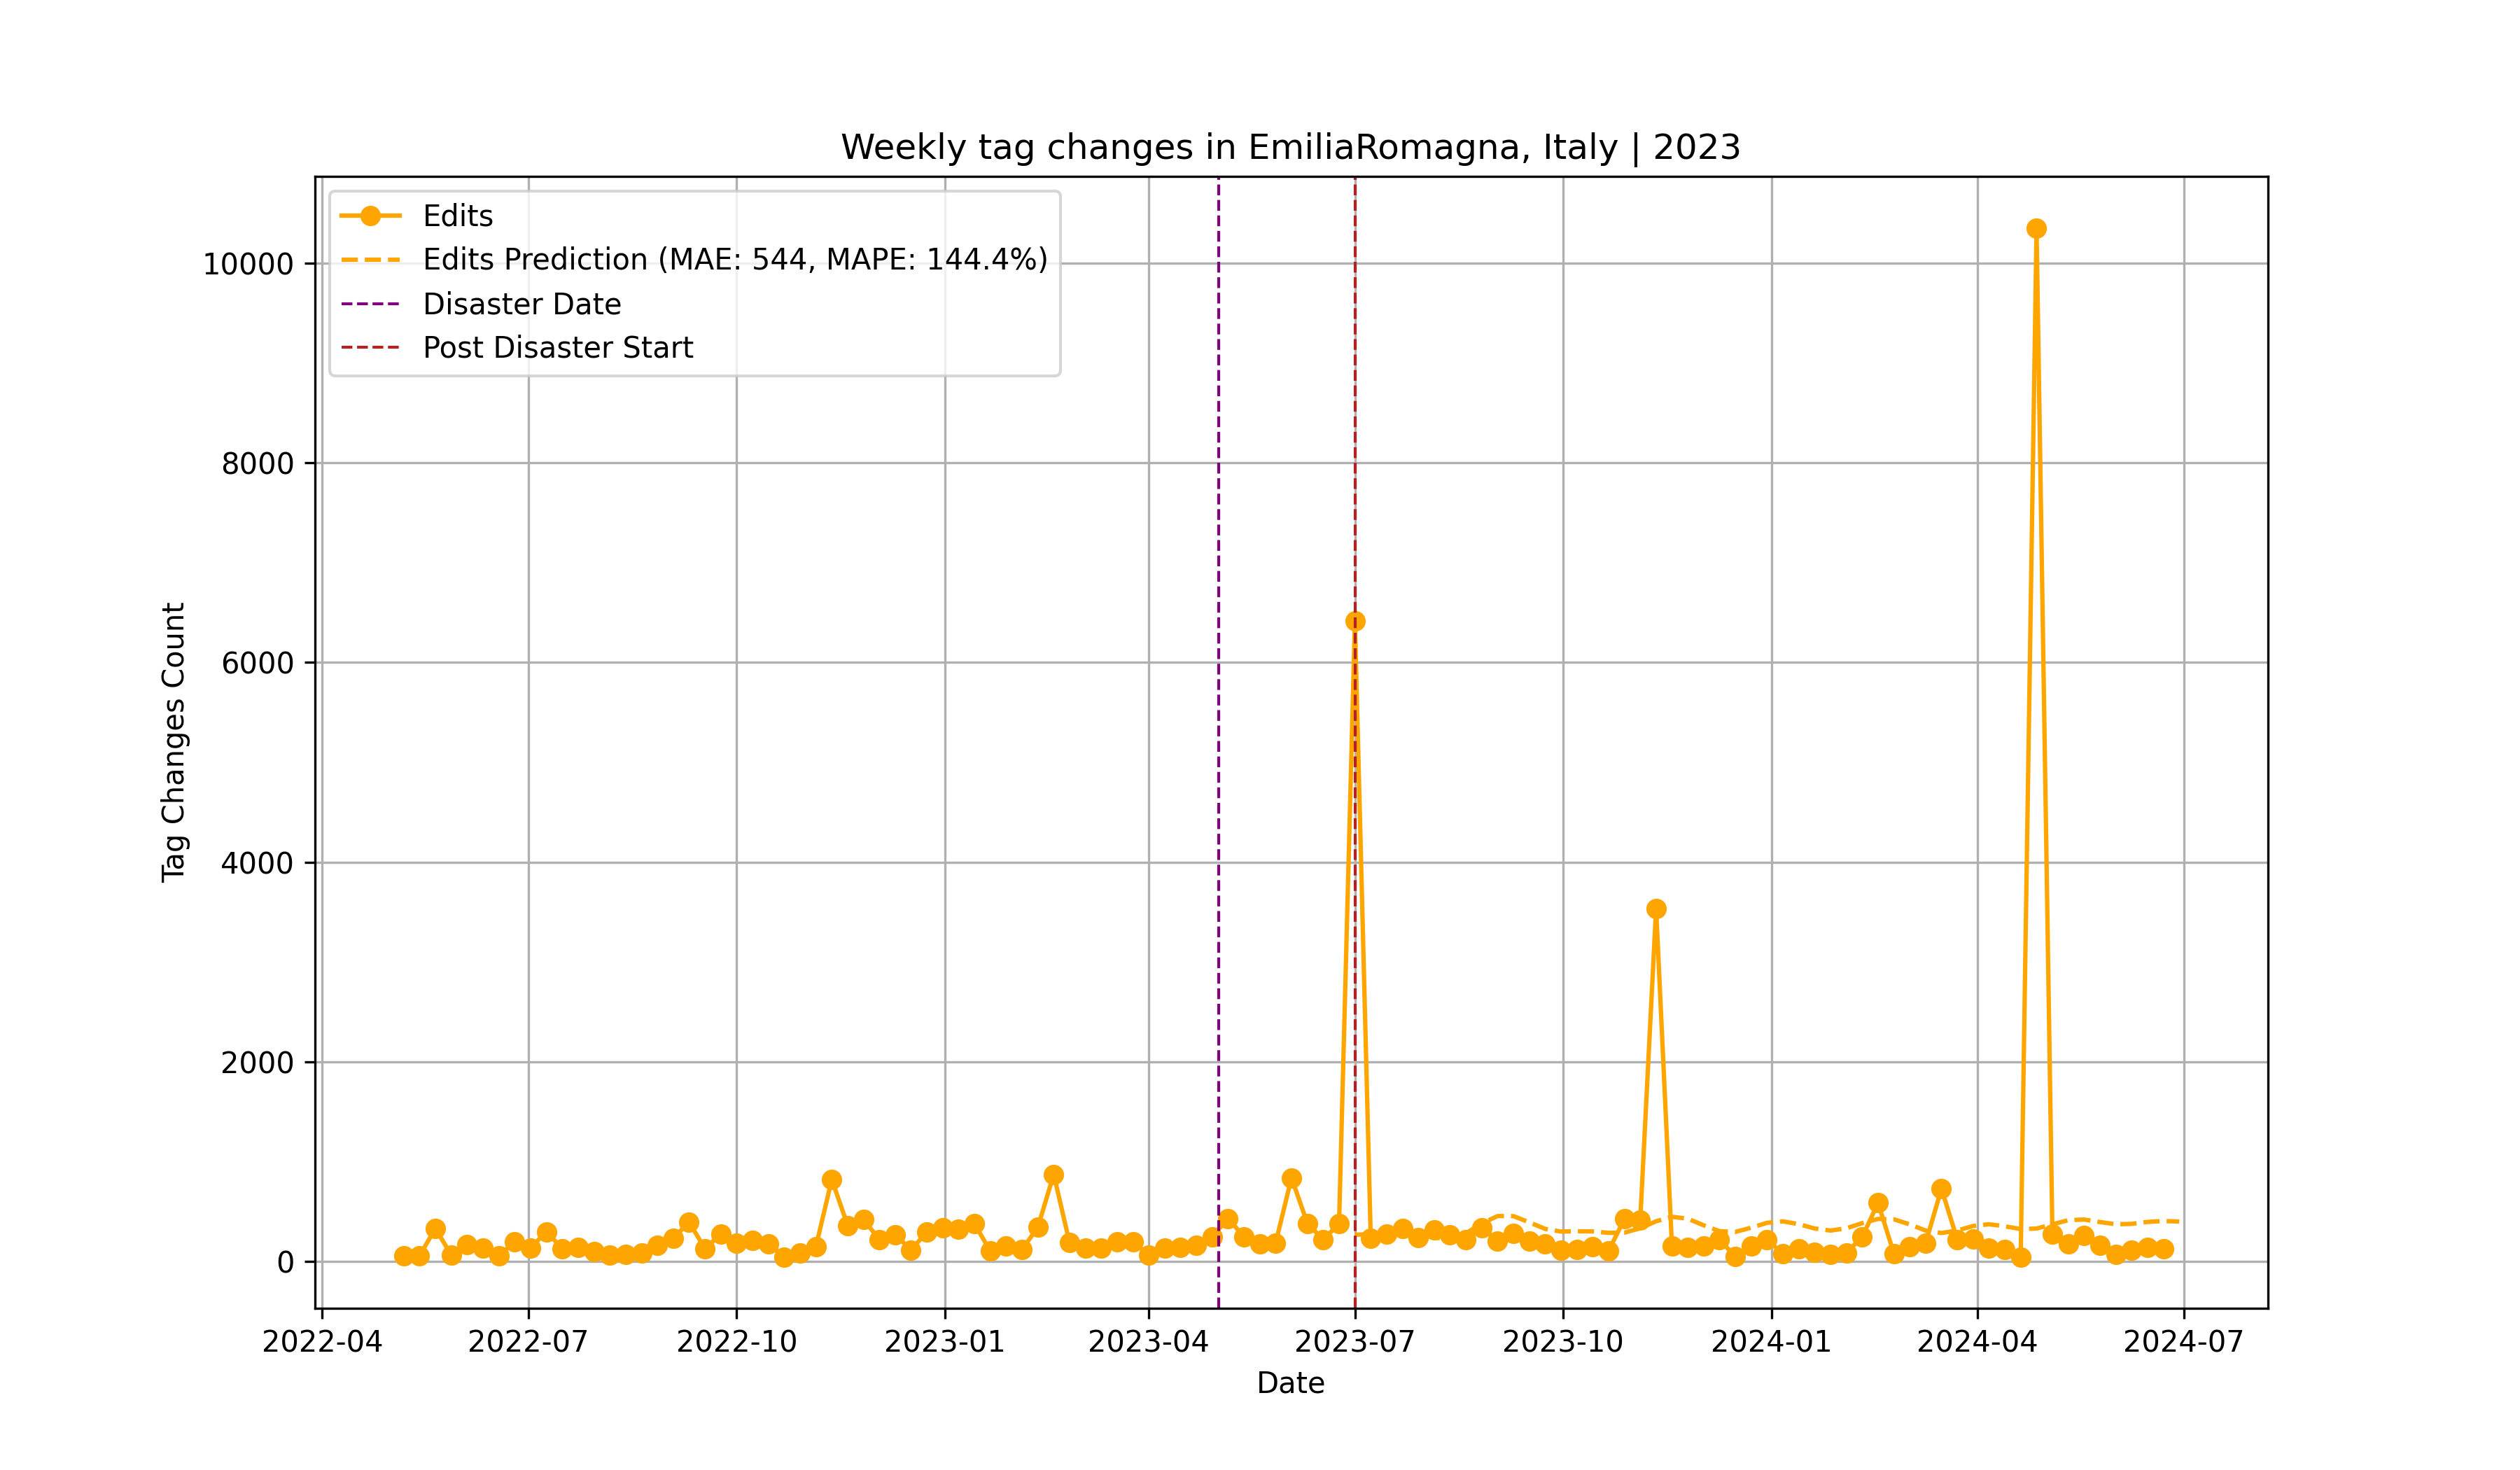 Weekly tag changes in EmiliaRomagna, Italy | 2023
Edits
Edits Prediction (MAE: 544, MAPE: 144.4%)
Disaster Date
Post Disaster Start
10000
8000
6000
4000
2000
0
Tag Changes Count
2022-04 2022-07 2022-10 2023-01 2023-04 2023-07 2023-10 2024-01 2024-04 2024-07
Date